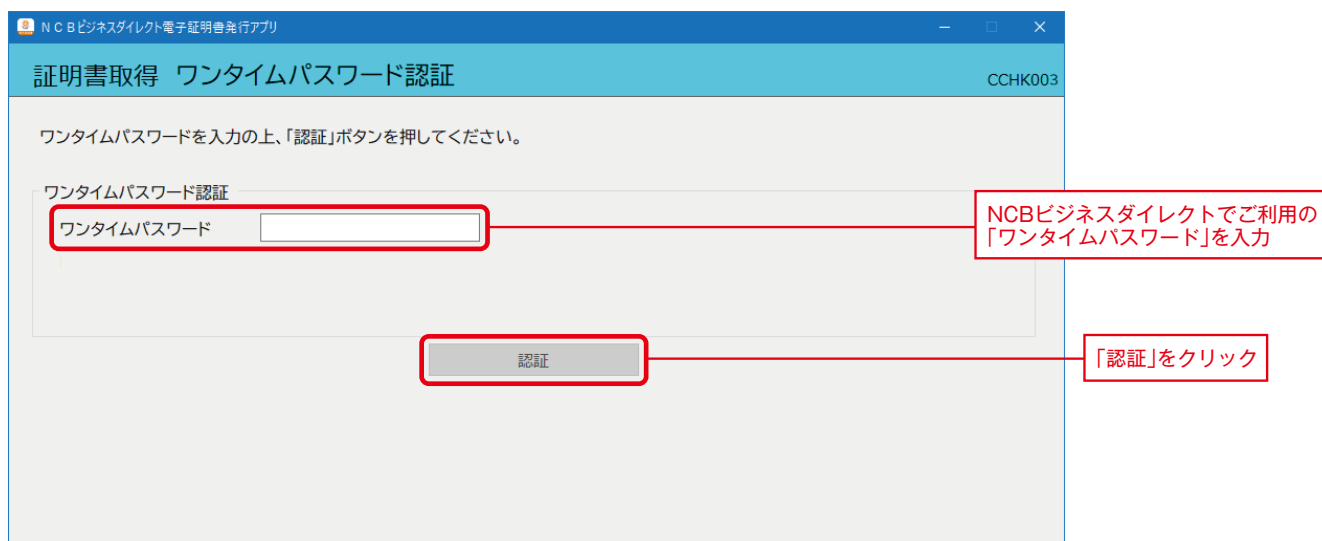 NCBビジネスダイレクト電子証明書発行アプリ
証明書取得 ワンタイムパスワード認証
CCHK003
ワンタイムパスワードを入力の上、「認証」ボタンを押してください。
ワンタイムパスワード認証
ワンタイムパスワード
NCBビジネスダイレクトでご利用の
「ワンタイムパスワード」を入力
認証
「認証」をクリック